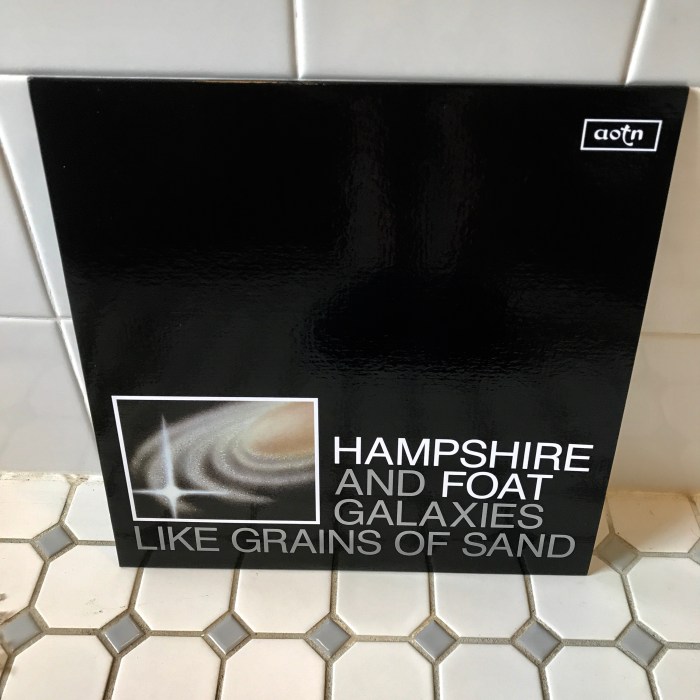 aotn
HAMPSHIRE
AND FOAT
GALAXIES
LIKE GRAINS OF SAND